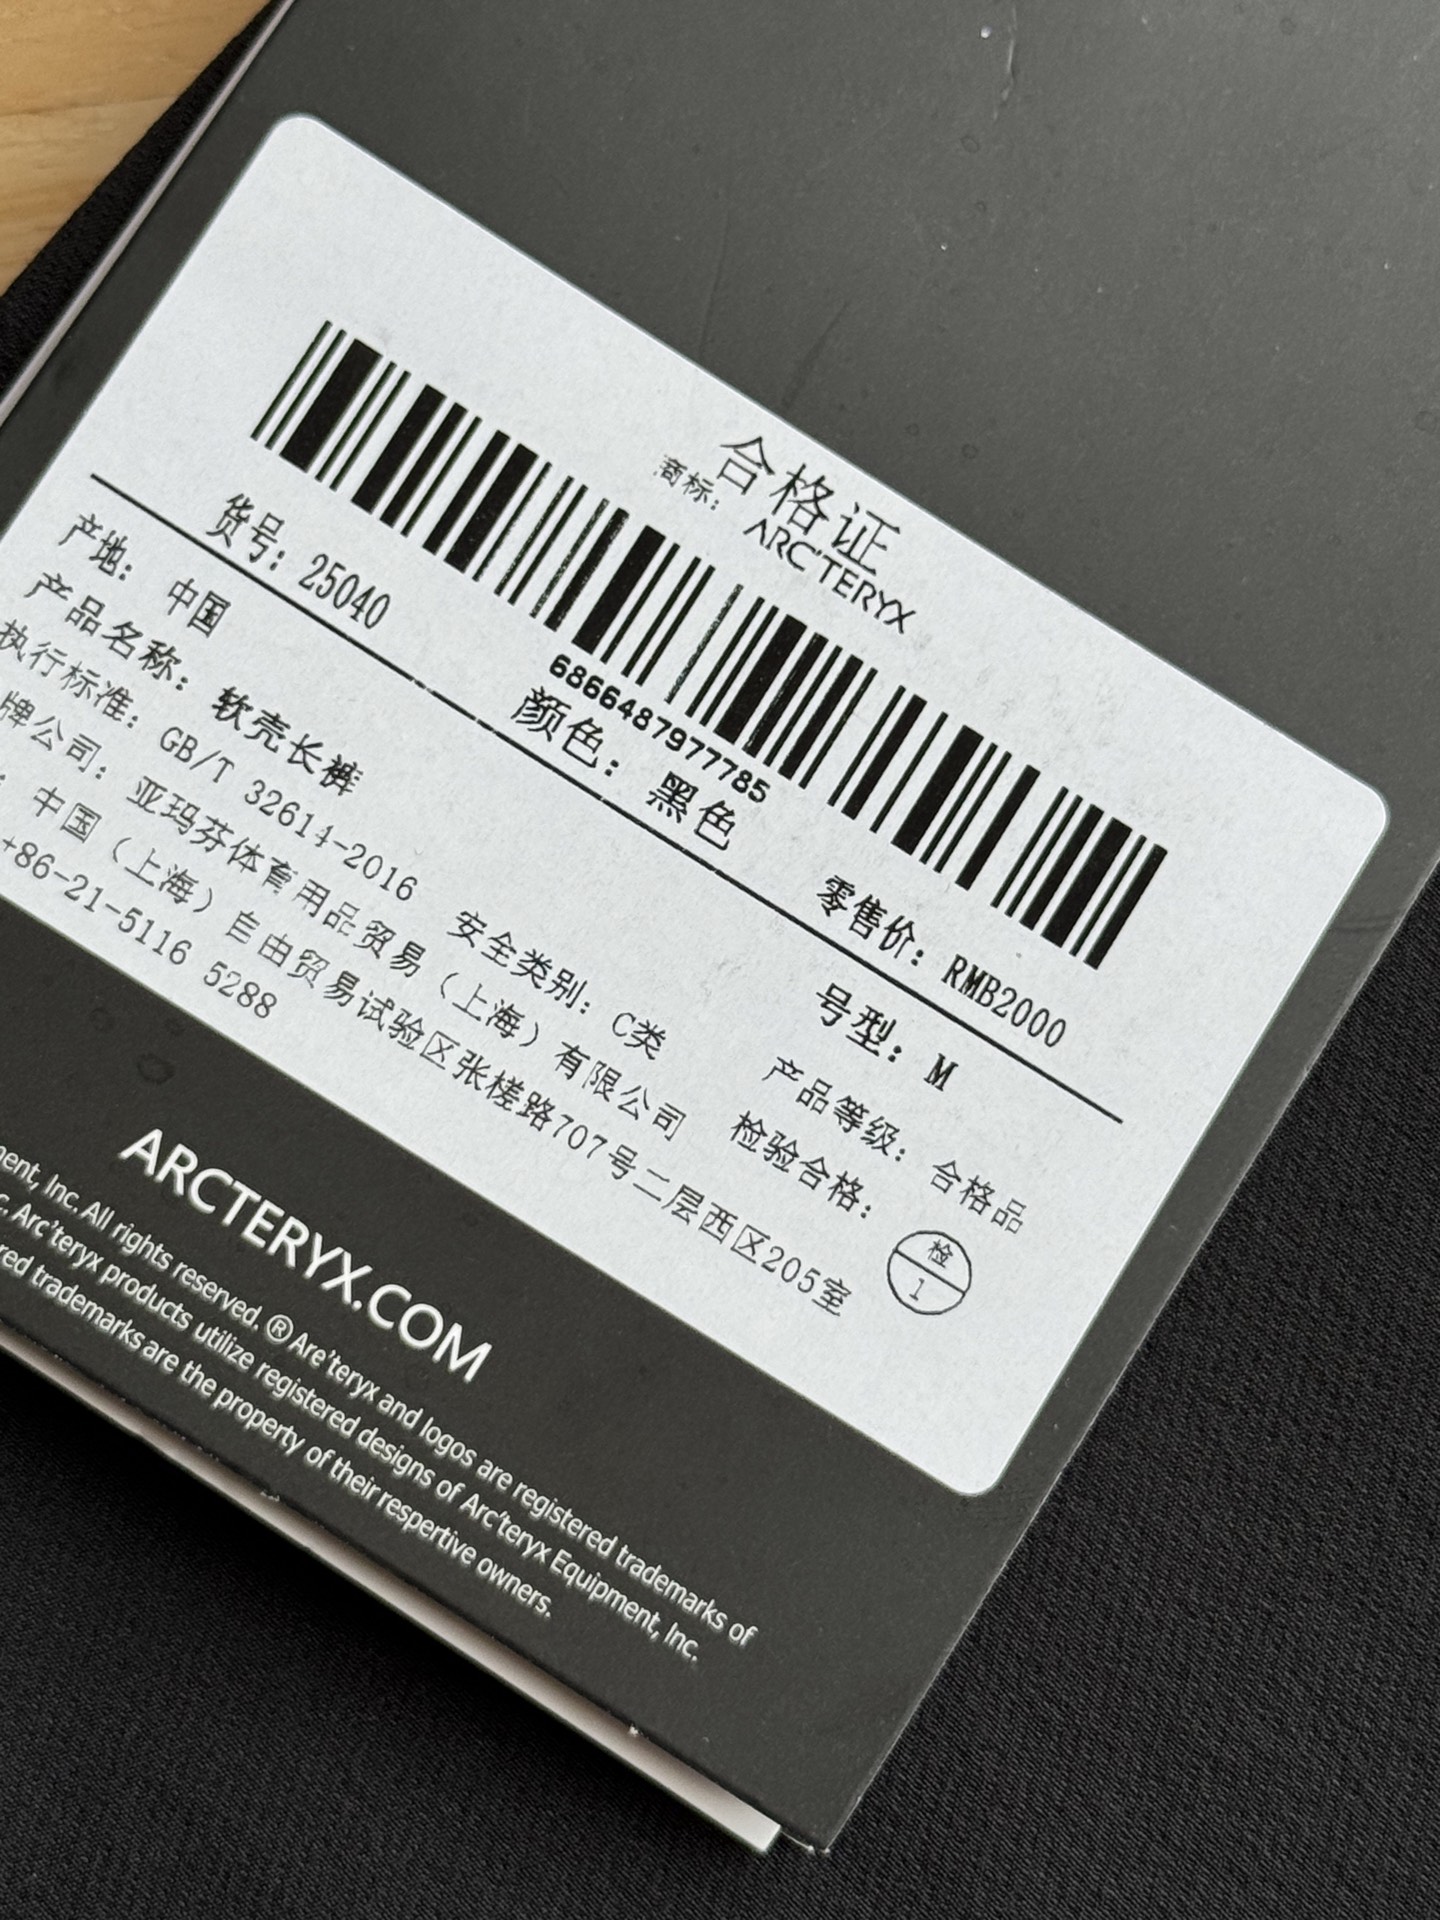 合格证
商标：
ARC'TERYX
6866487977785
货号：25040 颜色：黑色 零售价：RMB2000
产地：中国 号型：M
产品名称：软壳长裤 产品等级：合格品
执行标准：GB/T 32614-2016 安全类别：C类 检验合格：
检
1
牌公司：亚玛芬体育用品贸易（上海）有限公司
：中国（上海）自由贸易试验区张槎路707号二层西区205室
+86-21-5116 5288
ARCTERYX.COM
ment, Inc. All rights reserved. ® Are'teryx and logos are registered trademarks of
c. Arc'teryx products utilize registered designs of Arc'teryx Equipment, Inc.
red trademarks are the property of their respertive owners.